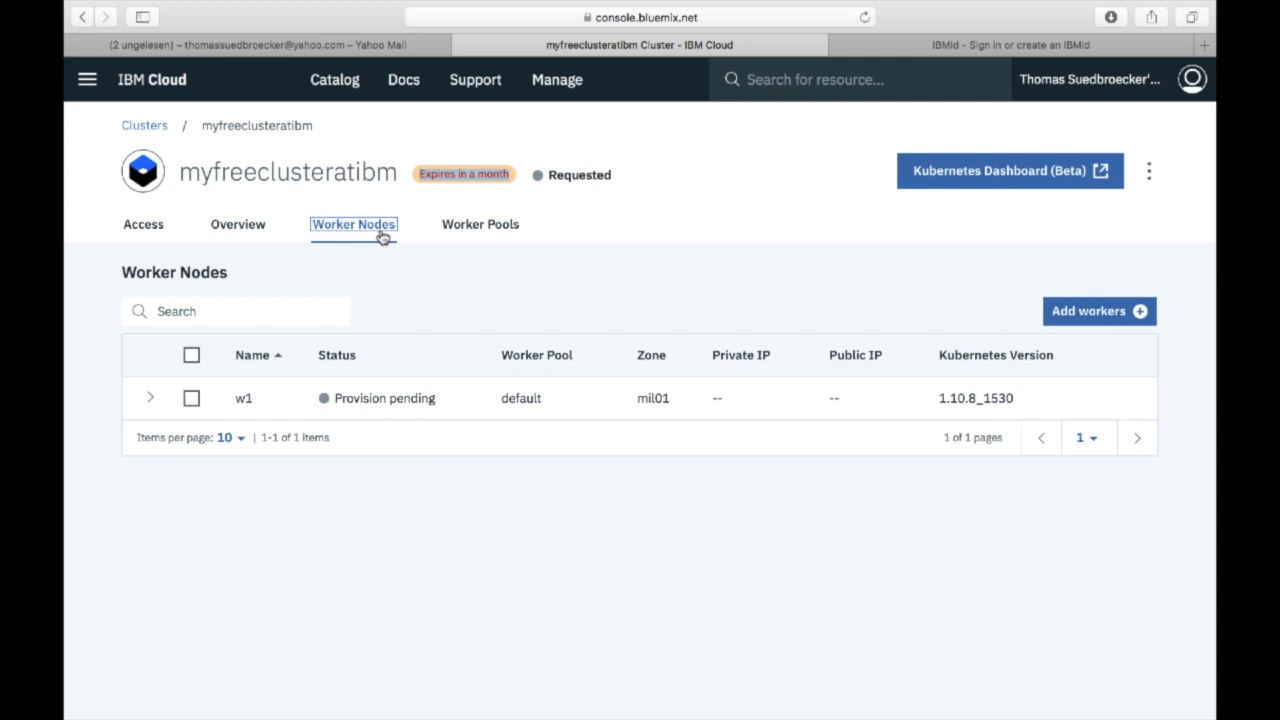 console.bluemix.net
(2 ungelesen) – thomassuedbroecker@yahoo.com – Yahoo Mail
myfreeclusteratibm Cluster - IBM Cloud
IBMid - Sign in or create an IBMid
IBM Cloud
Catalog
Docs
Support
Manage
Search for resource...
Thomas Suedbroecker'...
Clusters / myfreeclusteratibm
myfreeclusteratibm
Expires in a month
Requested
Kubernetes Dashboard (Beta)
Access
Overview
Worker Nodes
Worker Pools
Worker Nodes
Search
Add workers
Name Status Worker Pool Zone Private IP Public IP Kubernetes Version
w1 Provision pending default mil01 -- -- 1.10.8_1530
Items per page: 10 | 1-1 of 1 items
1 of 1 pages
1